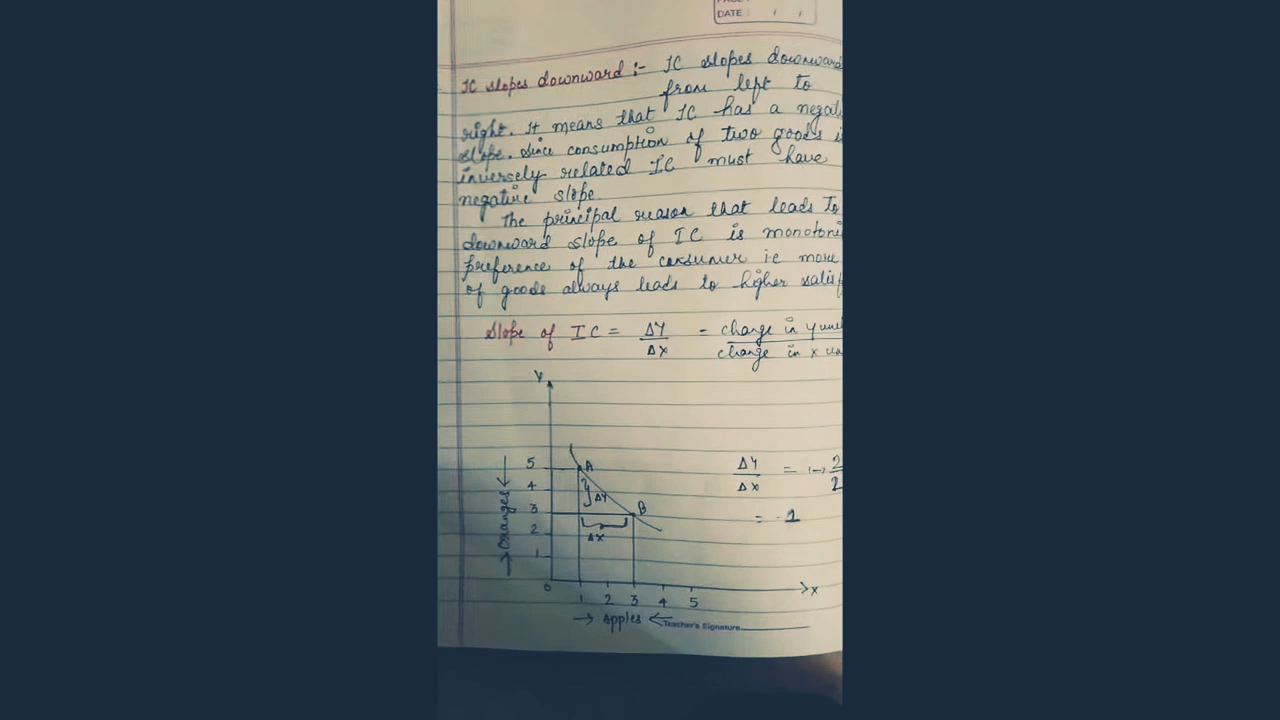 DATE
IC slopes downward :- IC slopes downward
from left to
right. It means that IC has a negati
slope. Since consumption of two goods i
inversely related IC must have
negative slope.
The principal reason that leads to
downward slope of IC is monotoni
preference of the consumer ie more
of goods always leads to higher satisf
Slope of IC = ΔY/ΔX = change in y
change in x
Y
5
4
3
2
1
0
A
ΔY
B
ΔX
→ Oranges ←
ΔY/ΔX = (-) 2/2
= -1
1 2 3 4 5
X
→ Apples ←
Teacher's Signature